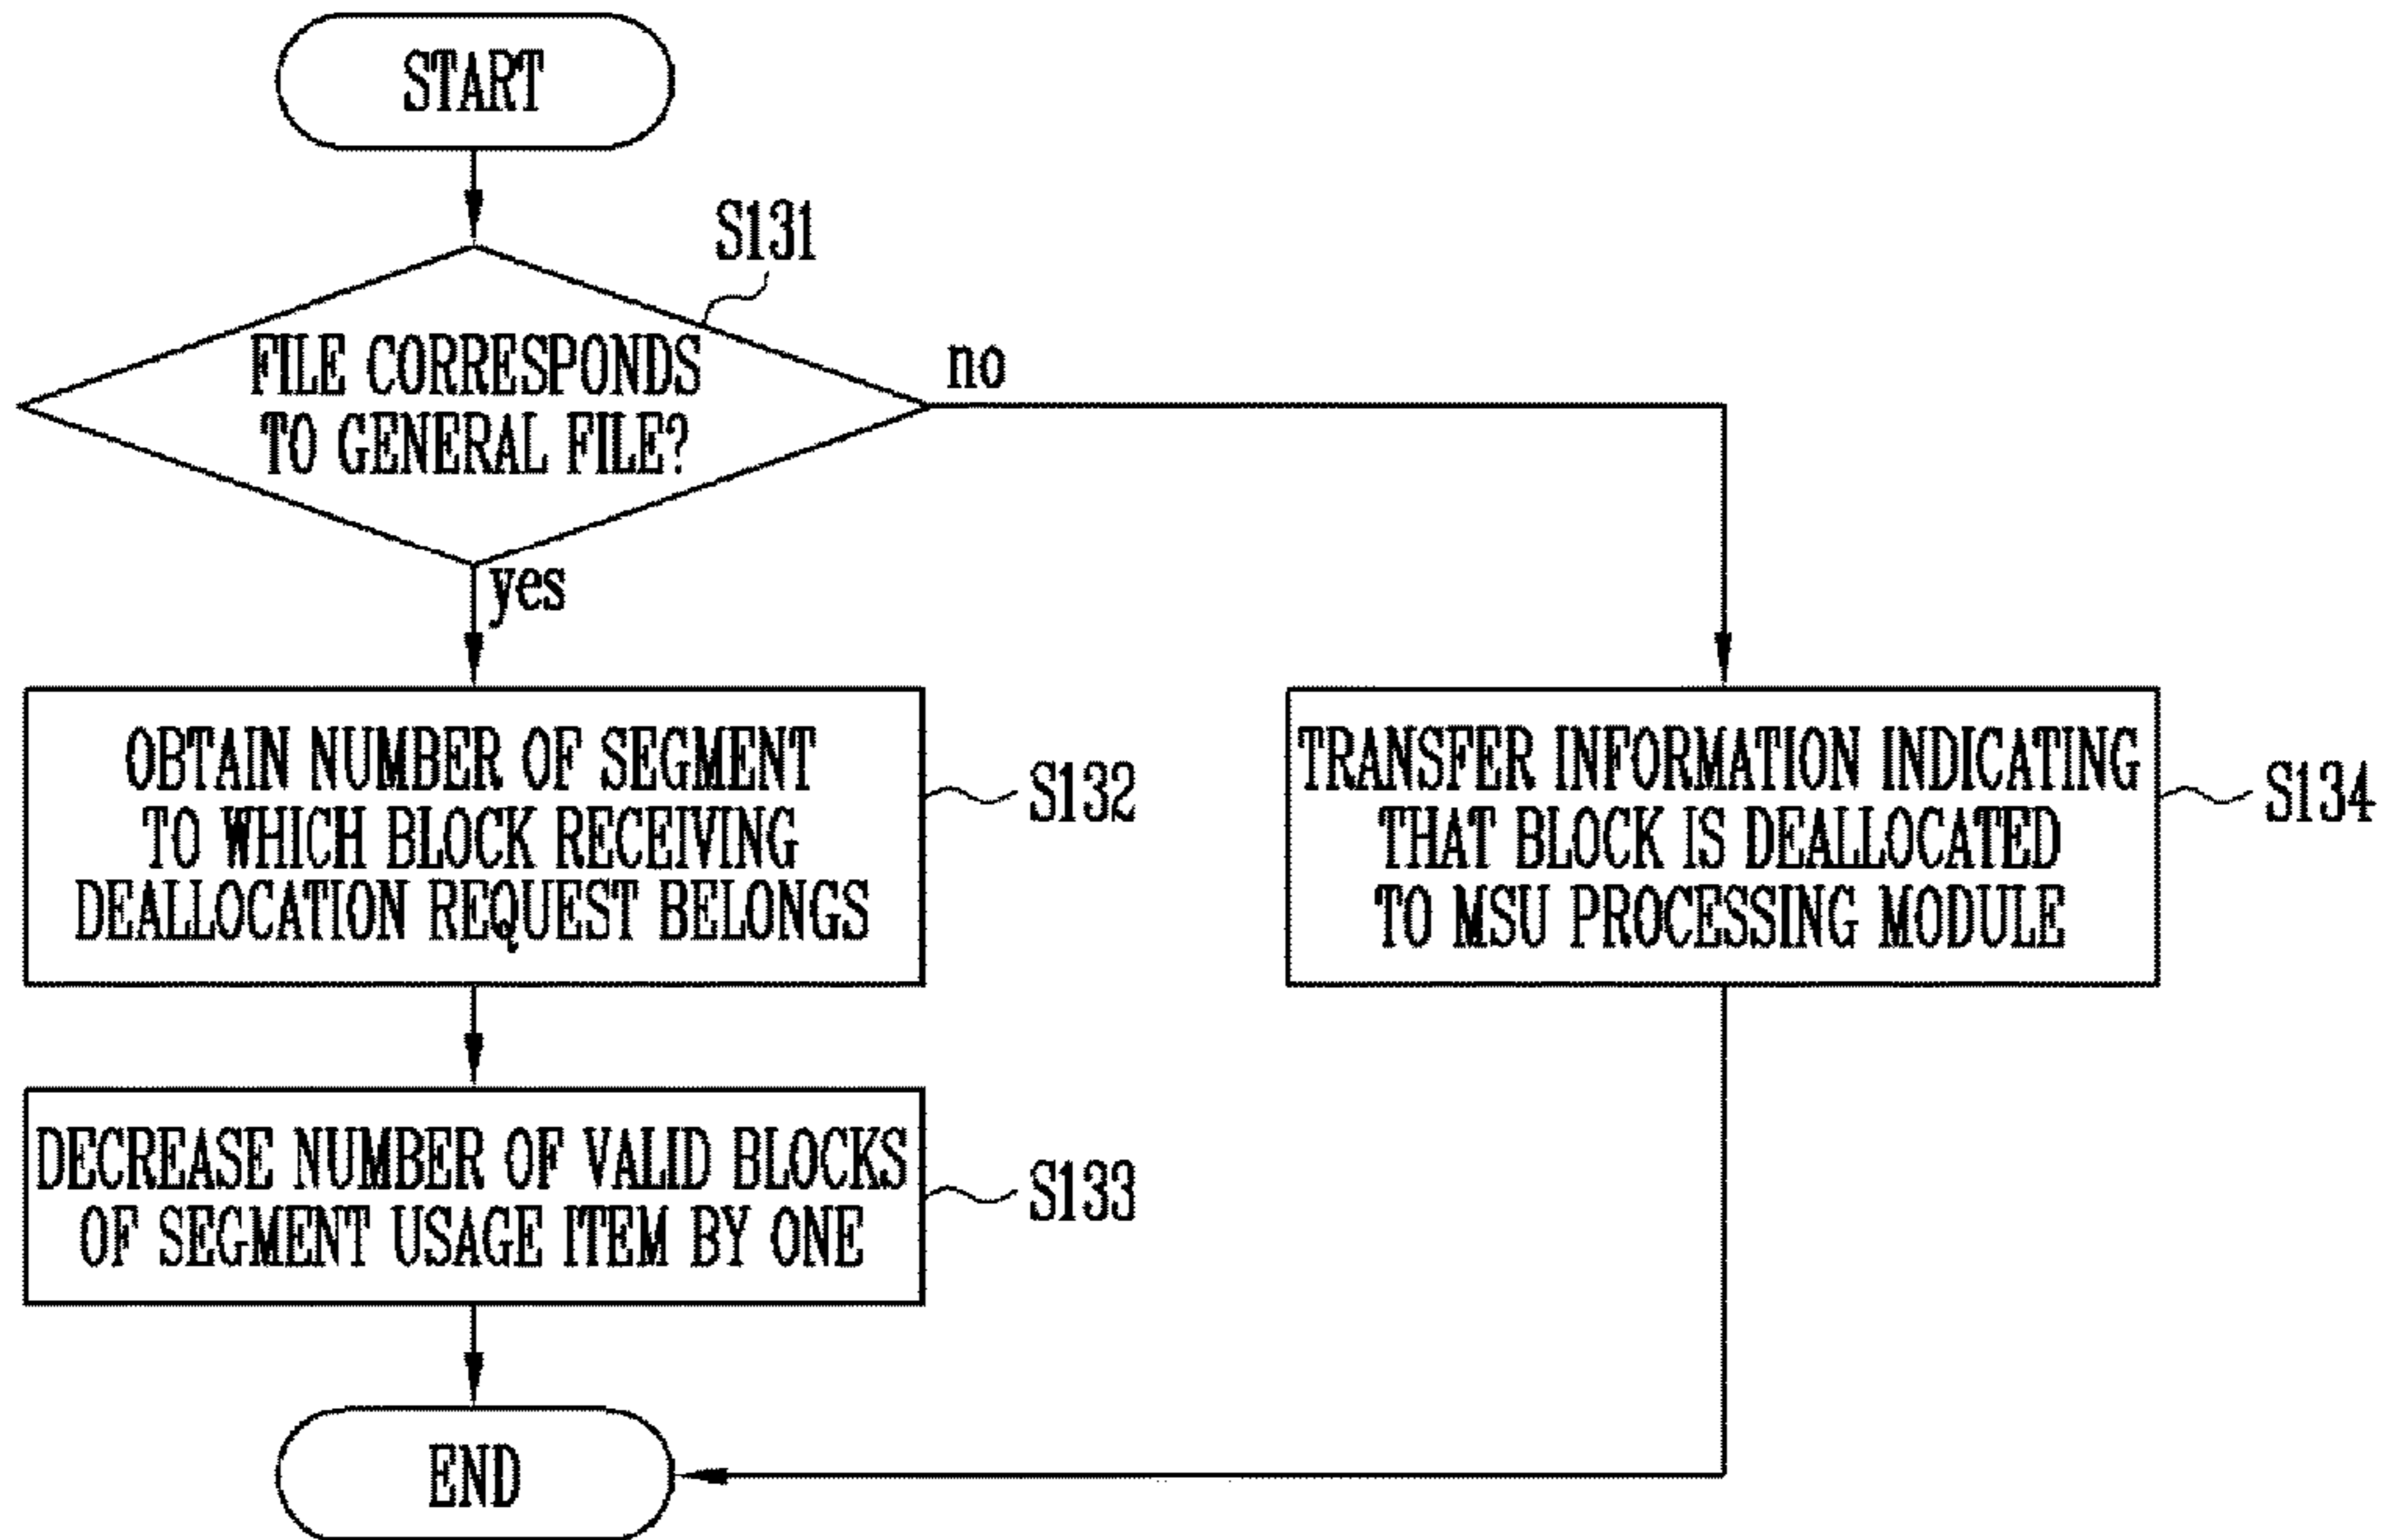 START
S131
FILE CORRESPONDS
TO GENERAL FILE?
no
yes
OBTAIN NUMBER OF SEGMENT
TO WHICH BLOCK RECEIVING
DEALLOCATION REQUEST BELONGS
S132
TRANSFER INFORMATION INDICATING
THAT BLOCK IS DEALLOCATED
TO MSU PROCESSING MODULE
S134
DECREASE NUMBER OF VALID BLOCKS
OF SEGMENT USAGE ITEM BY ONE
S133
END